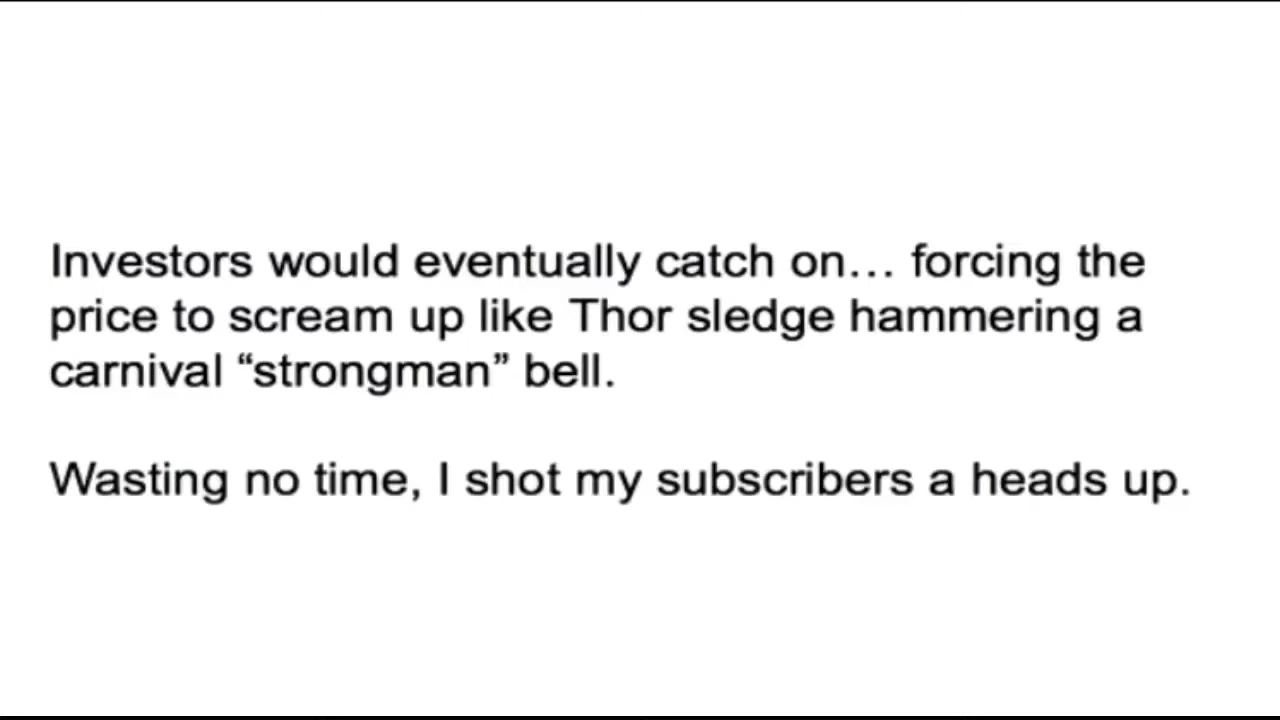 Investors would eventually catch on… forcing the
price to scream up like Thor sledge hammering a
carnival “strongman” bell.
Wasting no time, I shot my subscribers a heads up.